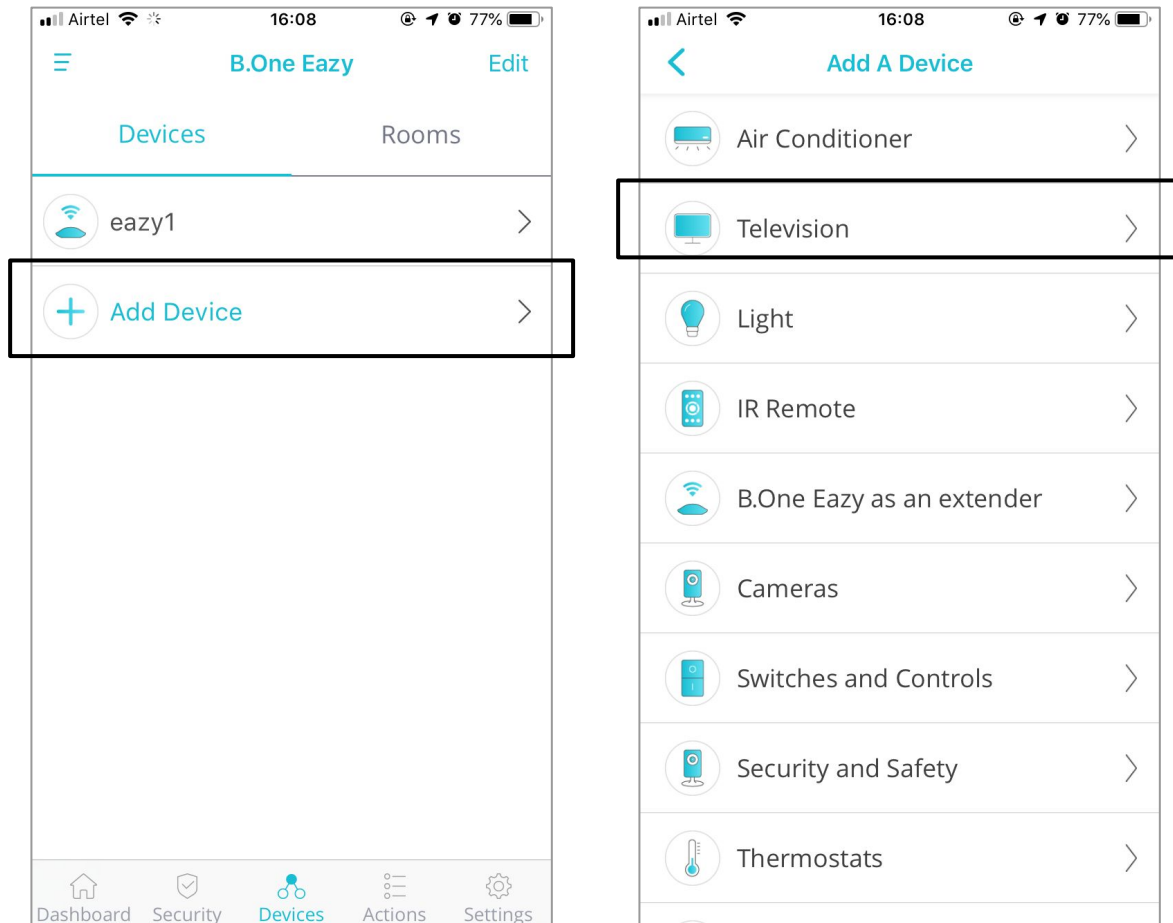 Airtel 16:08 77%
B.One Eazy Edit
Devices Rooms
eazy1
Add Device
Dashboard Security Devices Actions Settings
Airtel 16:08 77%
Add A Device
Air Conditioner
Television
Light
IR Remote
B.One Eazy as an extender
Cameras
Switches and Controls
Security and Safety
Thermostats